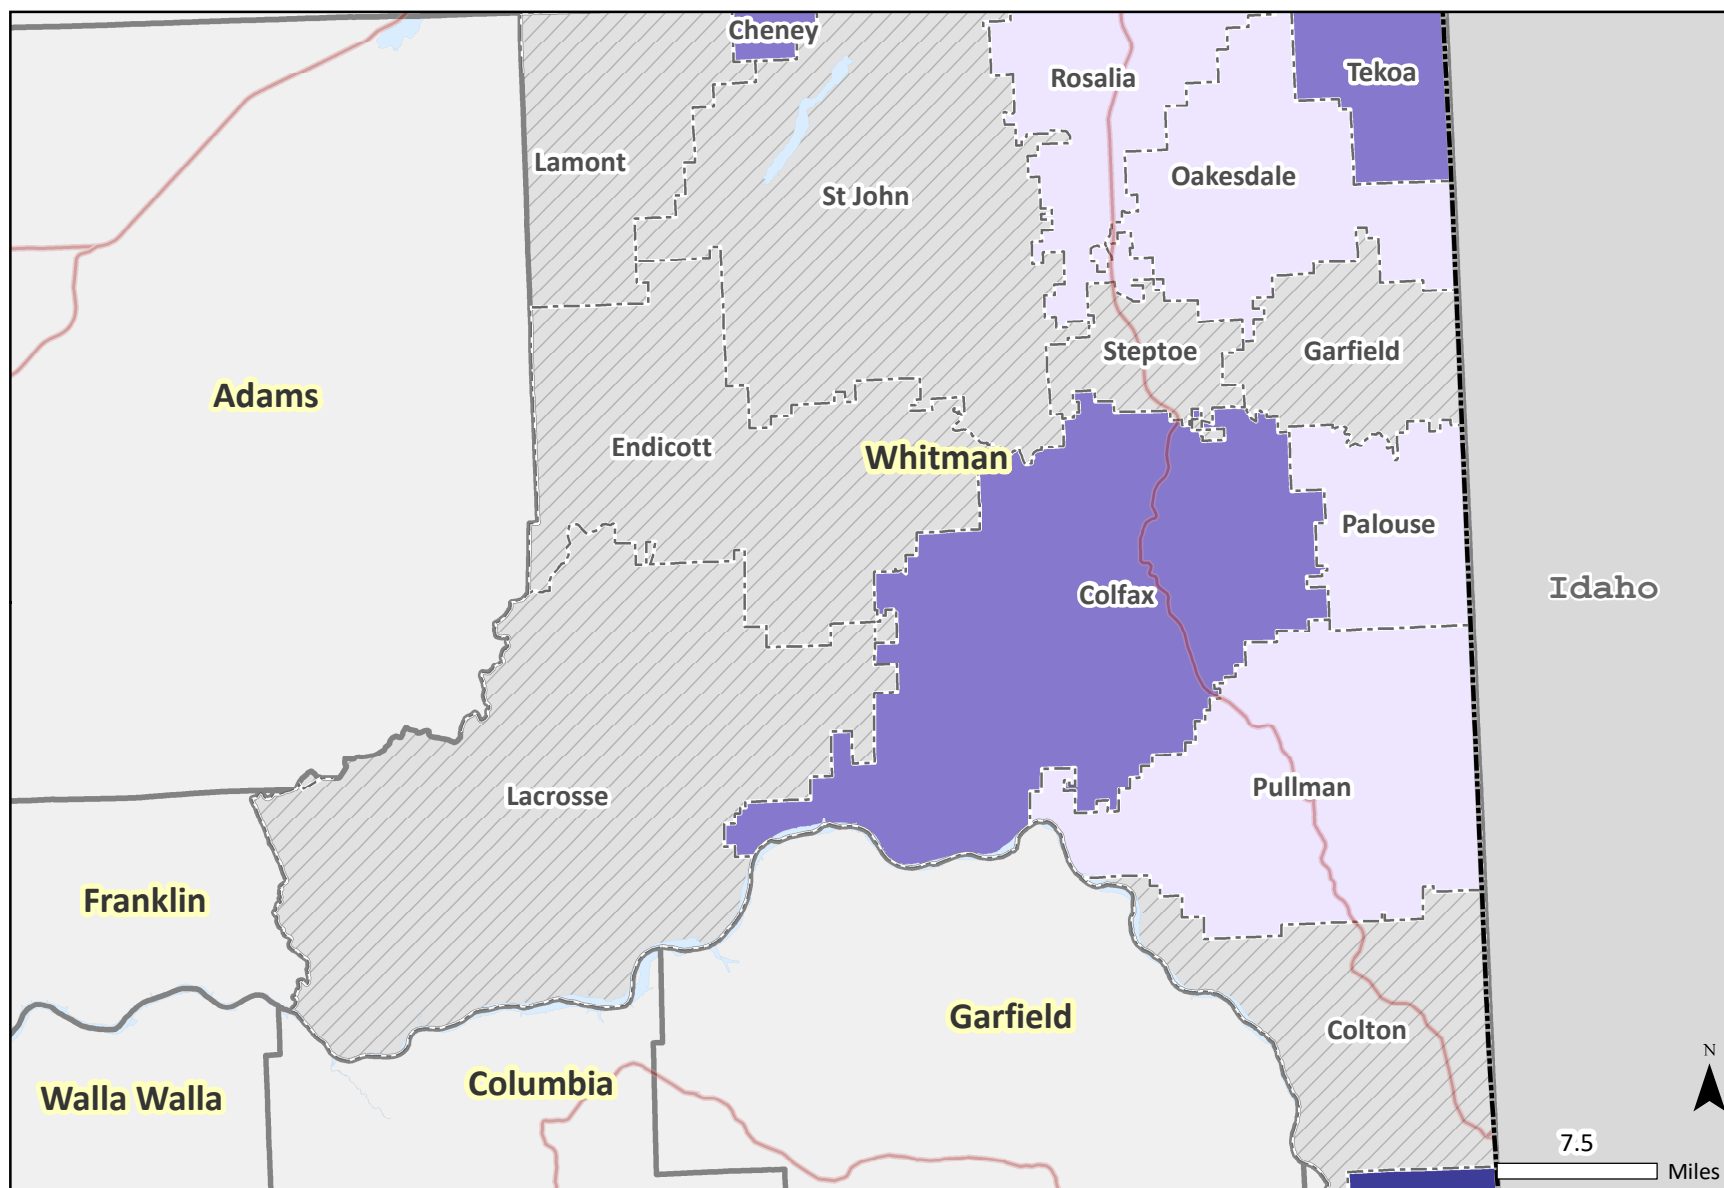 Cheney
Rosalia
Tekoa
Lamont
St John
Oakesdale
Steptoe
Garfield
Adams
Endicott
Whitman
Palouse
Colfax
Idaho
Lacrosse
Pullman
Franklin
Garfield
Colton
Columbia
Walla Walla
N
7.5
Miles